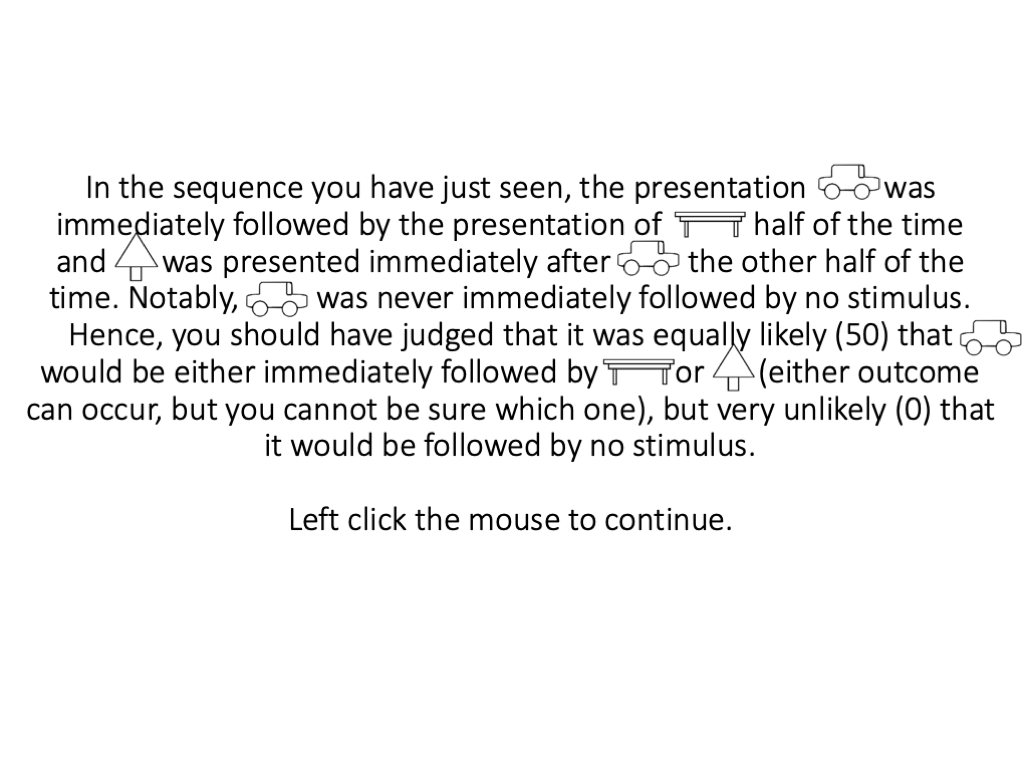 In the sequence you have just seen, the presentation was
immediately followed by the presentation of half of the time
and was presented immediately after the other half of the
time. Notably, was never immediately followed by no stimulus.
Hence, you should have judged that it was equally likely (50) that
would be either immediately followed by or (either outcome
can occur, but you cannot be sure which one), but very unlikely (0) that
it would be followed by no stimulus.
Left click the mouse to continue.